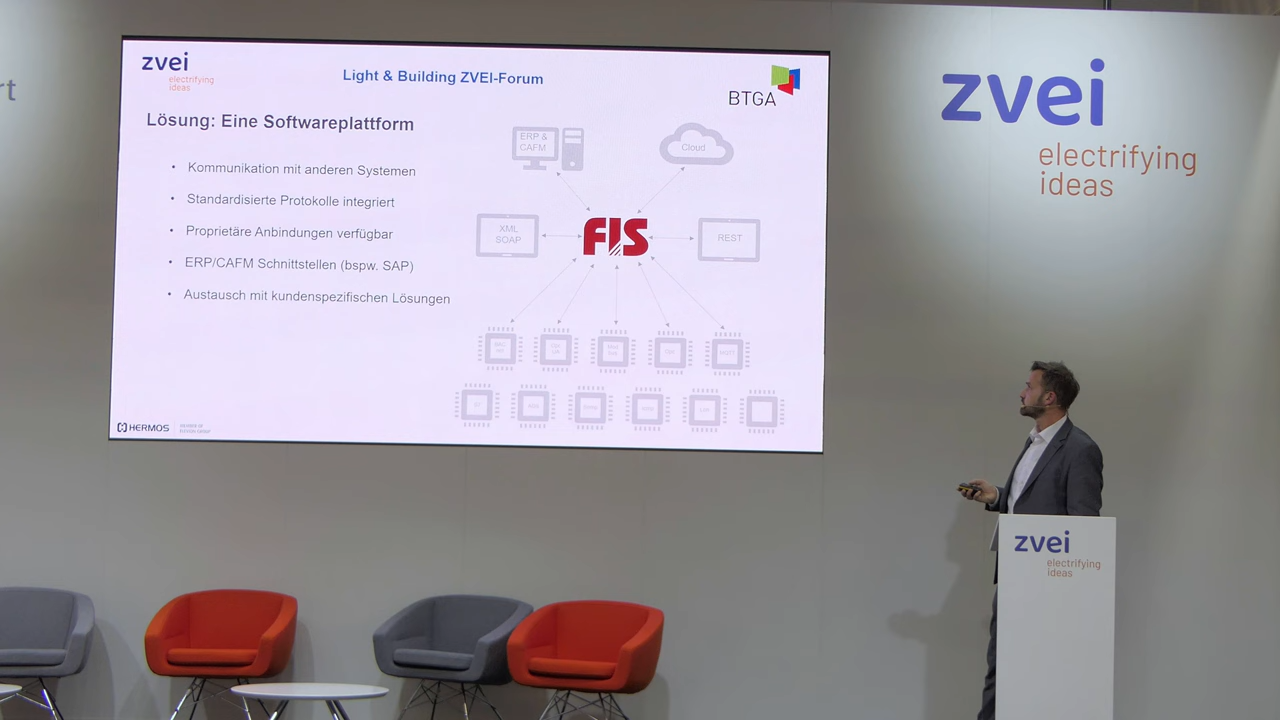 rt
zvei
electrifying
ideas
Light & Building ZVEI-Forum
BTGA
Lösung: Eine Softwareplattform
• Kommunikation mit anderen Systemen
• Standardisierte Protokolle integriert
• Proprietäre Anbindungen verfügbar
• ERP/CAFM Schnittstellen (bspw. SAP)
• Austausch mit kundenspezifischen Lösungen
ERP &
CAFM
Cloud
XML
SOAP
FIS
REST
MQTT
HERMOS
zvei
electrifying
ideas
zvei
electrifying
ideas